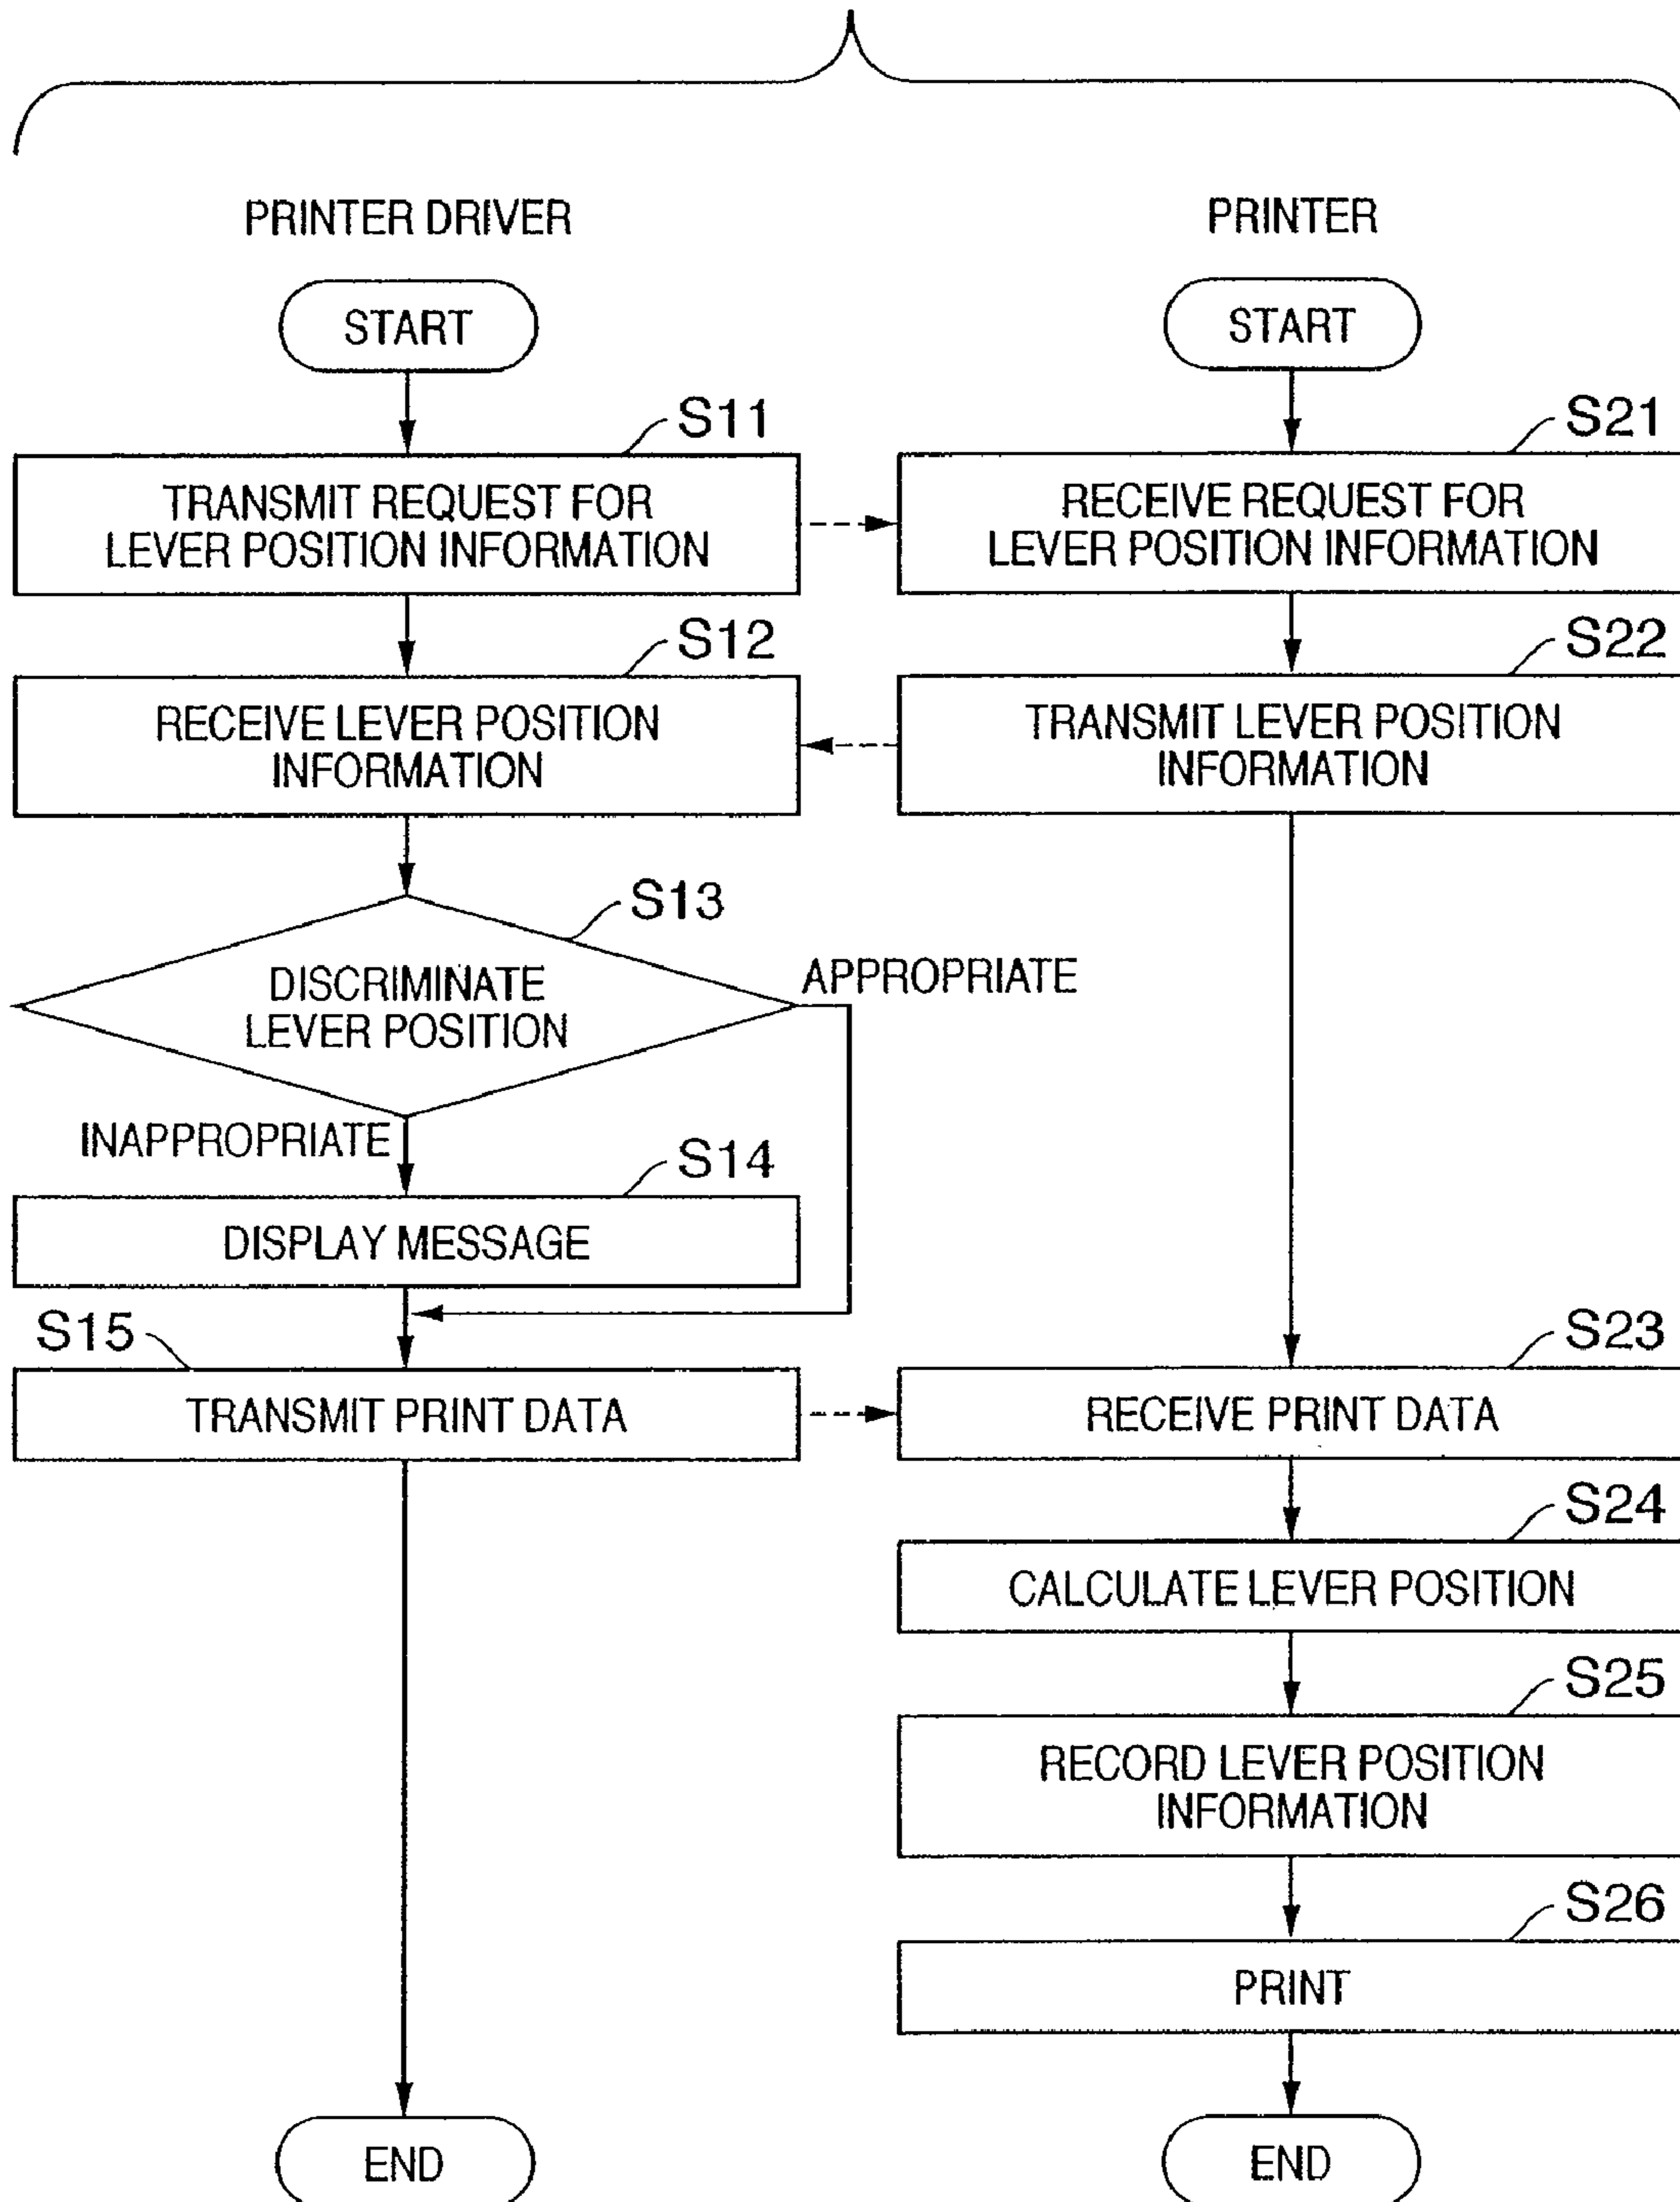 PRINTER DRIVER
START
S11
TRANSMIT REQUEST FOR
LEVER POSITION INFORMATION
S12
RECEIVE LEVER POSITION
INFORMATION
S13
DISCRIMINATE
LEVER POSITION
APPROPRIATE
INAPPROPRIATE
S14
DISPLAY MESSAGE
S15
TRANSMIT PRINT DATA
END
PRINTER
START
S21
RECEIVE REQUEST FOR
LEVER POSITION INFORMATION
S22
TRANSMIT LEVER POSITION
INFORMATION
S23
RECEIVE PRINT DATA
S24
CALCULATE LEVER POSITION
S25
RECORD LEVER POSITION
INFORMATION
S26
PRINT
END